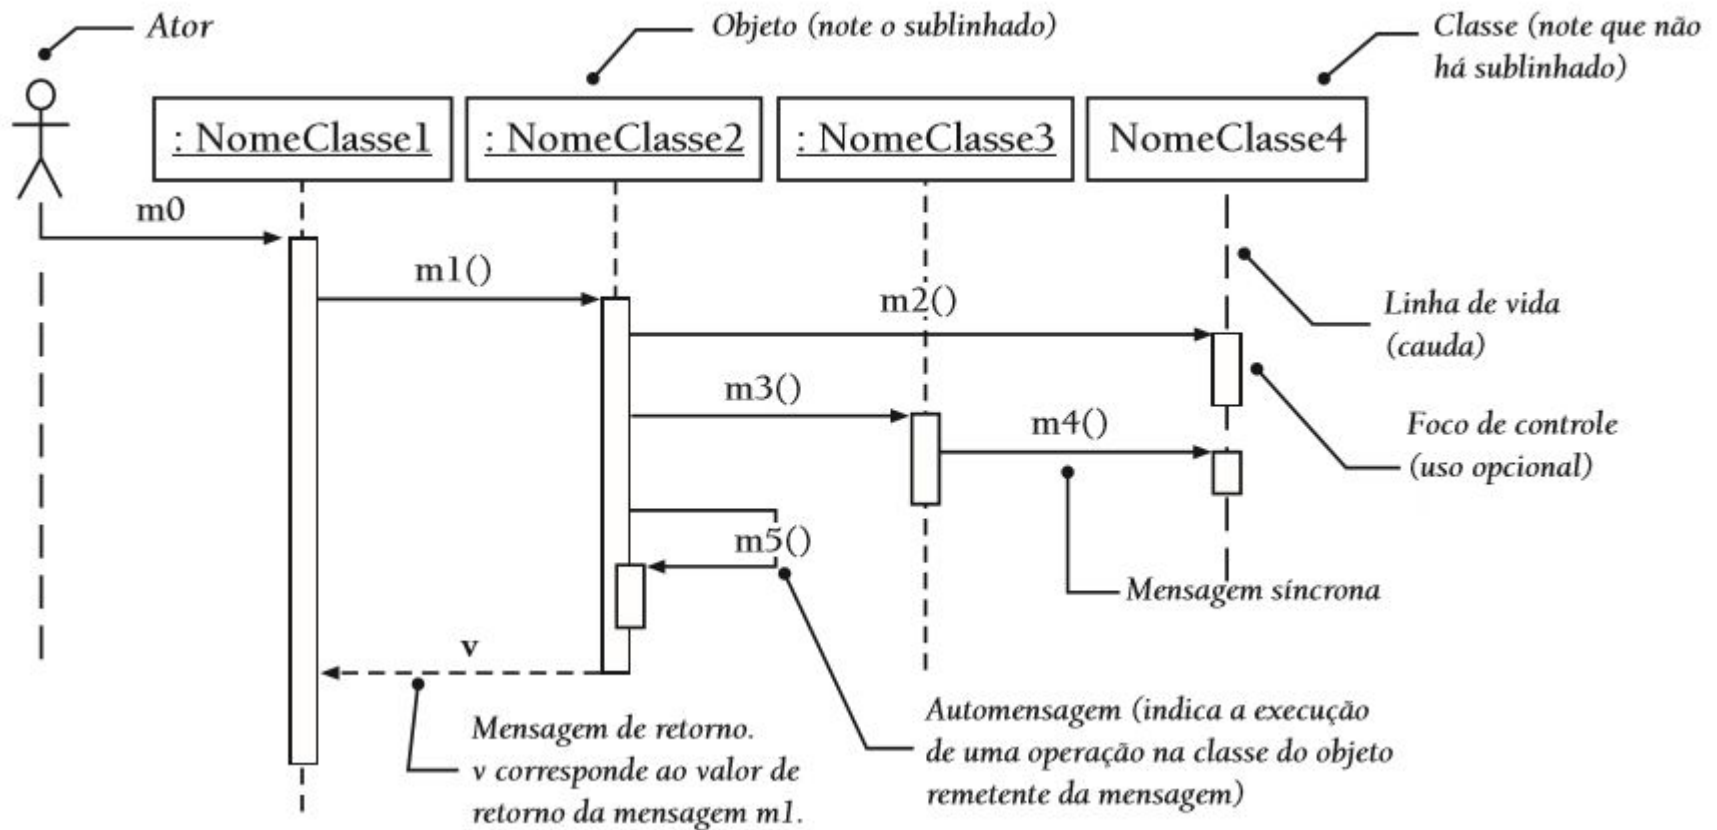 Ator
Objeto (note o sublinhado)
Classe (note que não
há sublinhado)
: NomeClasse1
: NomeClasse2
: NomeClasse3
NomeClasse4
m0
m1()
m2()
Linha de vida
(cauda)
m3()
m4()
Foco de controle
(uso opcional)
m5()
Mensagem síncrona
v
Mensagem de retorno.
v corresponde ao valor de
retorno da mensagem m1.
Automensagem (indica a execução
de uma operação na classe do objeto
remetente da mensagem)